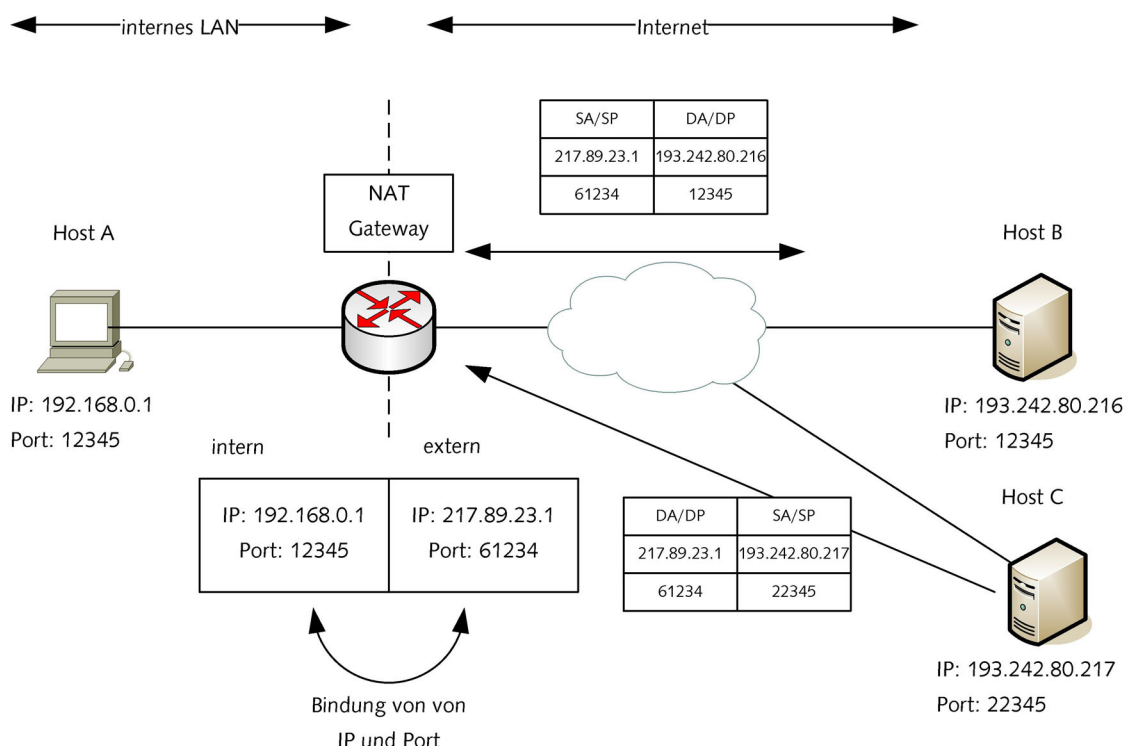 internes LAN
Internet
SA/SP DA/DP
217.89.23.1 193.242.80.216
61234 12345
NAT
Gateway
Host A
Host B
IP: 192.168.0.1
Port: 12345
IP: 193.242.80.216
Port: 12345
intern extern
IP: 192.168.0.1 IP: 217.89.23.1
Port: 12345 Port: 61234
DA/DP SA/SP
217.89.23.1 193.242.80.217
61234 22345
Host C
IP: 193.242.80.217
Port: 22345
Bindung von von
IP und Port